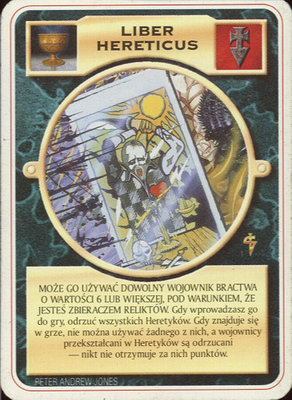 LIBER
HERETICUS
MOŻE GO UŻYWAĆ DOWOLNY WOJOWNIK BRACTWA
O WARTOŚCI 6 LUB WIĘKSZEJ, POD WARUNKIEM, ŻE
JESTEŚ ZBIERACZEM RELIKTÓW. Gdy wprowadzasz go
do gry, odrzuć wszystkich Heretyków. Gdy znajduje się
w grze, nie można używać żadnego z nich, a wojownicy
przekształcani w Heretyków są odrzucani
— nikt nie otrzymuje za nich punktów.
PETER ANDREW JONES